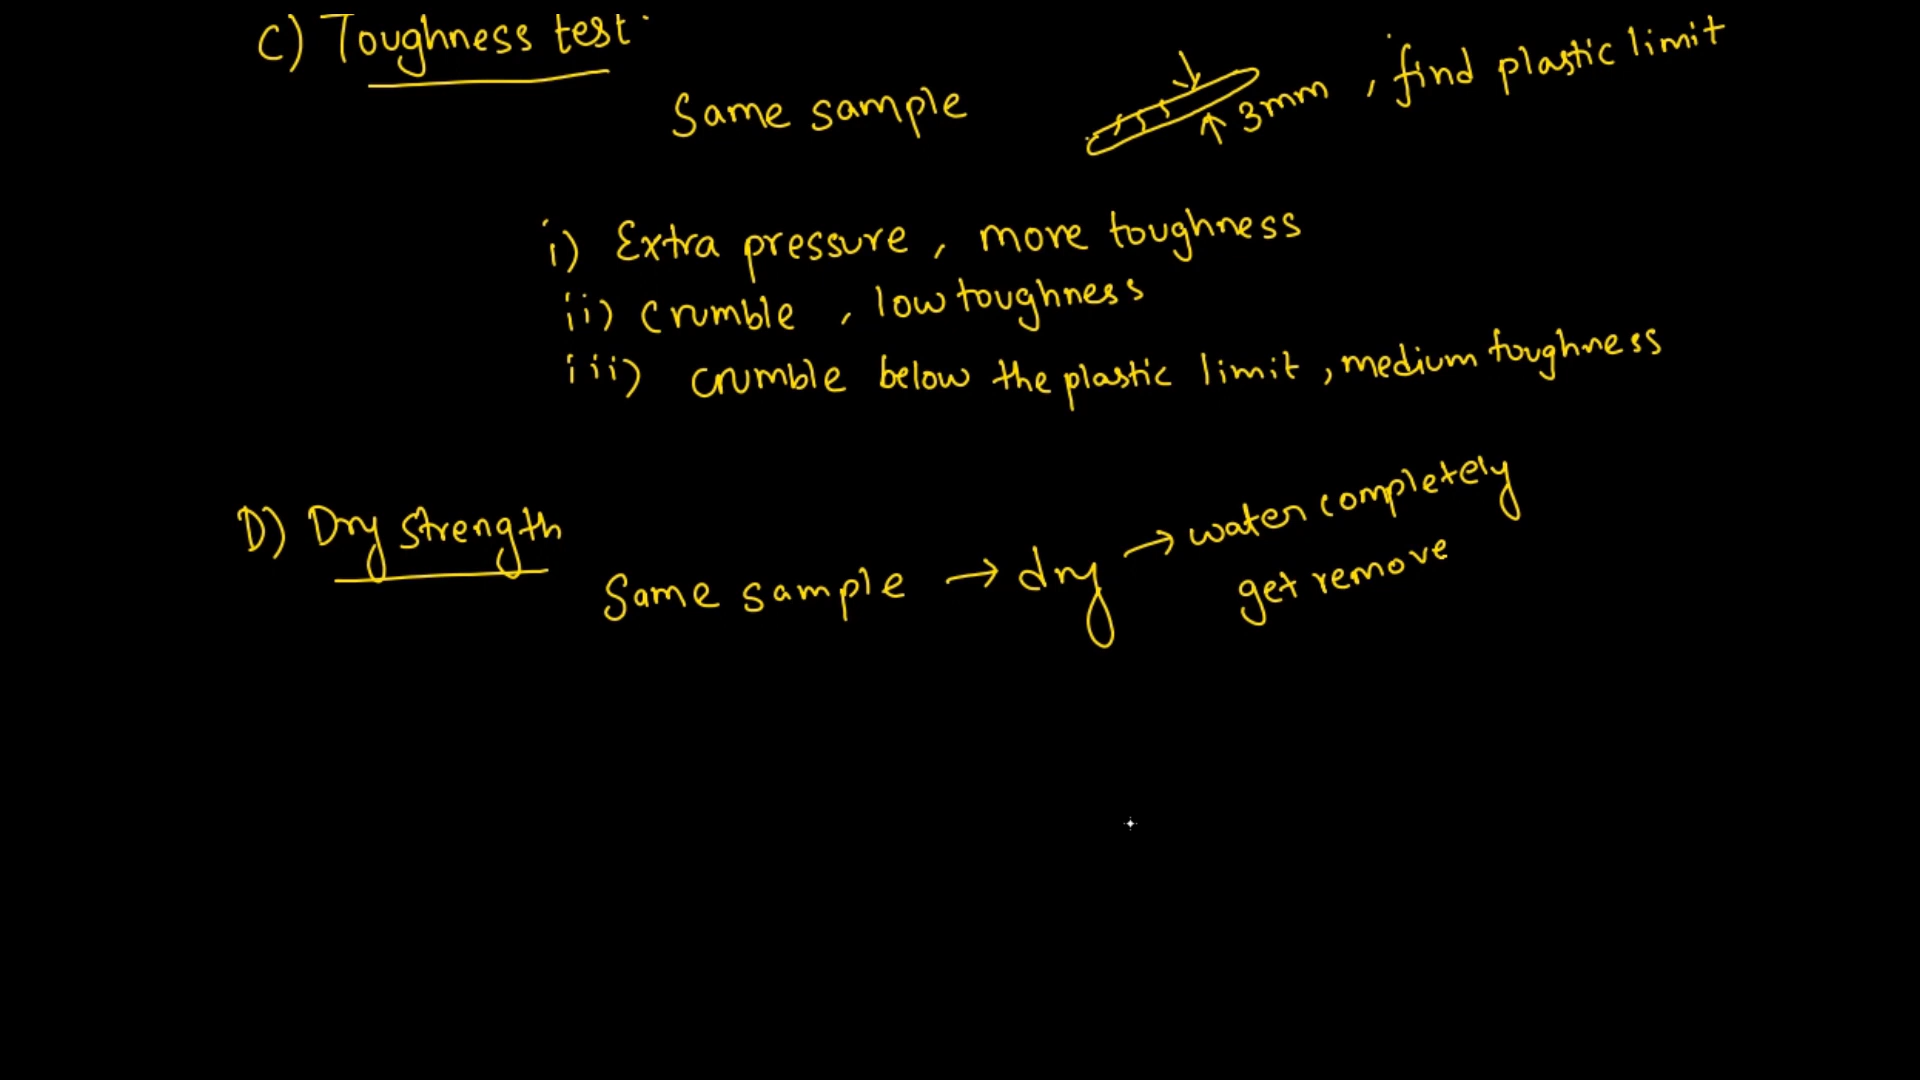 C) Toughness test
Same sample
3mm , find plastic limit
i) Extra pressure , more toughness
ii) Crumble , low toughness
iii) crumble below the plastic limit , medium toughness
D) Dry strength
Same sample → dry → water completely
get remove